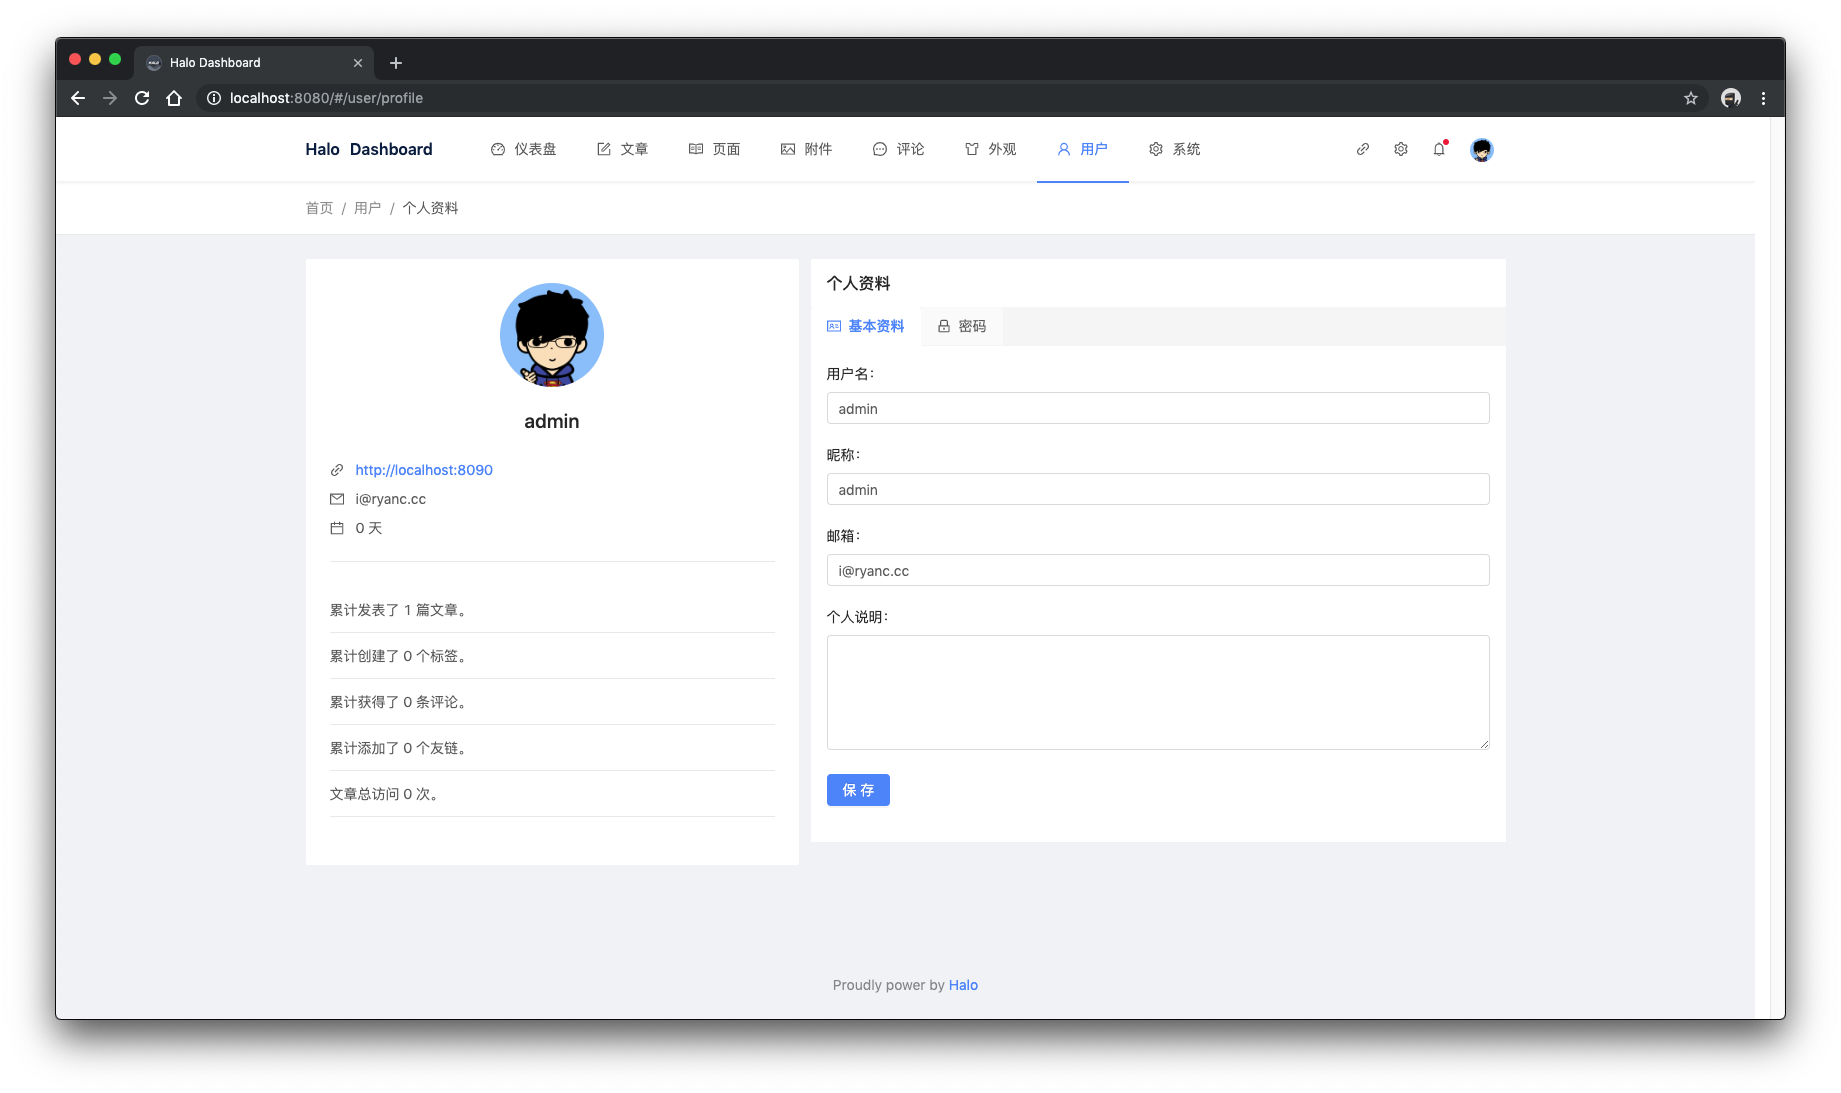 Halo Dashboard
localhost:8080/#/user/profile
Halo Dashboard 仪表盘 文章 页面 附件 评论 外观 用户 系统
首页 / 用户 / 个人资料
admin
http://localhost:8090
i@ryanc.cc
0 天
累计发表了 1 篇文章。
累计创建了 0 个标签。
累计获得了 0 条评论。
累计添加了 0 个友链。
文章总访问 0 次。
个人资料
基本资料 密码
用户名：
admin
昵称：
admin
邮箱：
i@ryanc.cc
个人说明：
保 存
Proudly power by Halo